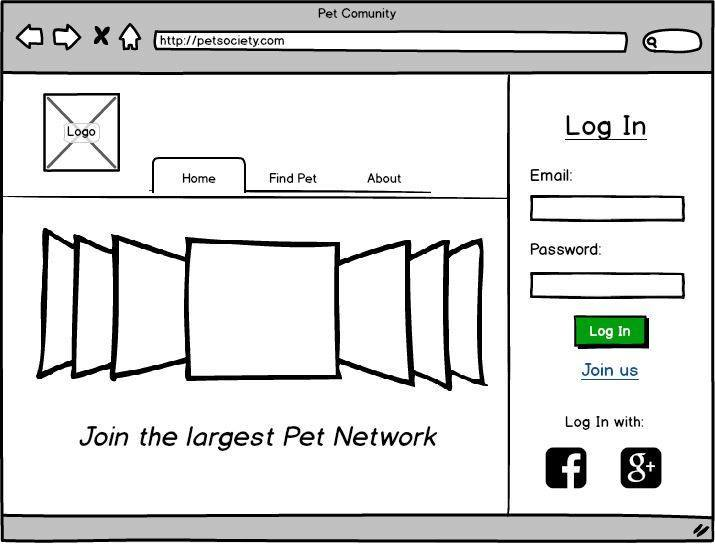 Pet Comunity
http://petsociety.com
Logo
Home Find Pet About
Join the largest Pet Network
Log In
Email:
Password:
Log In
Join us
Log In with:
f g+